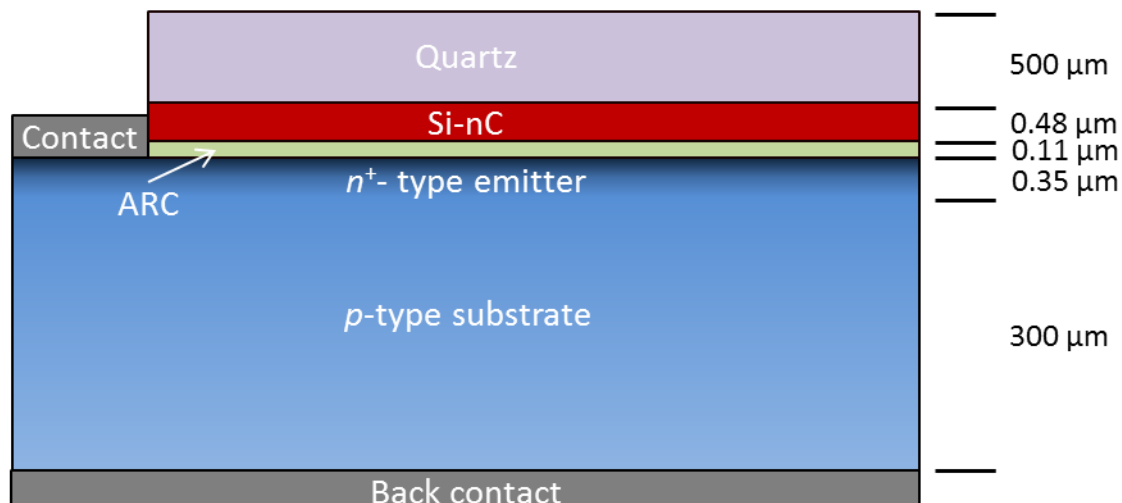 Quartz
500 μm
Si-nC
0.48 μm
Contact
0.11 μm
n+- type emitter
0.35 μm
ARC
p-type substrate
300 μm
Back contact